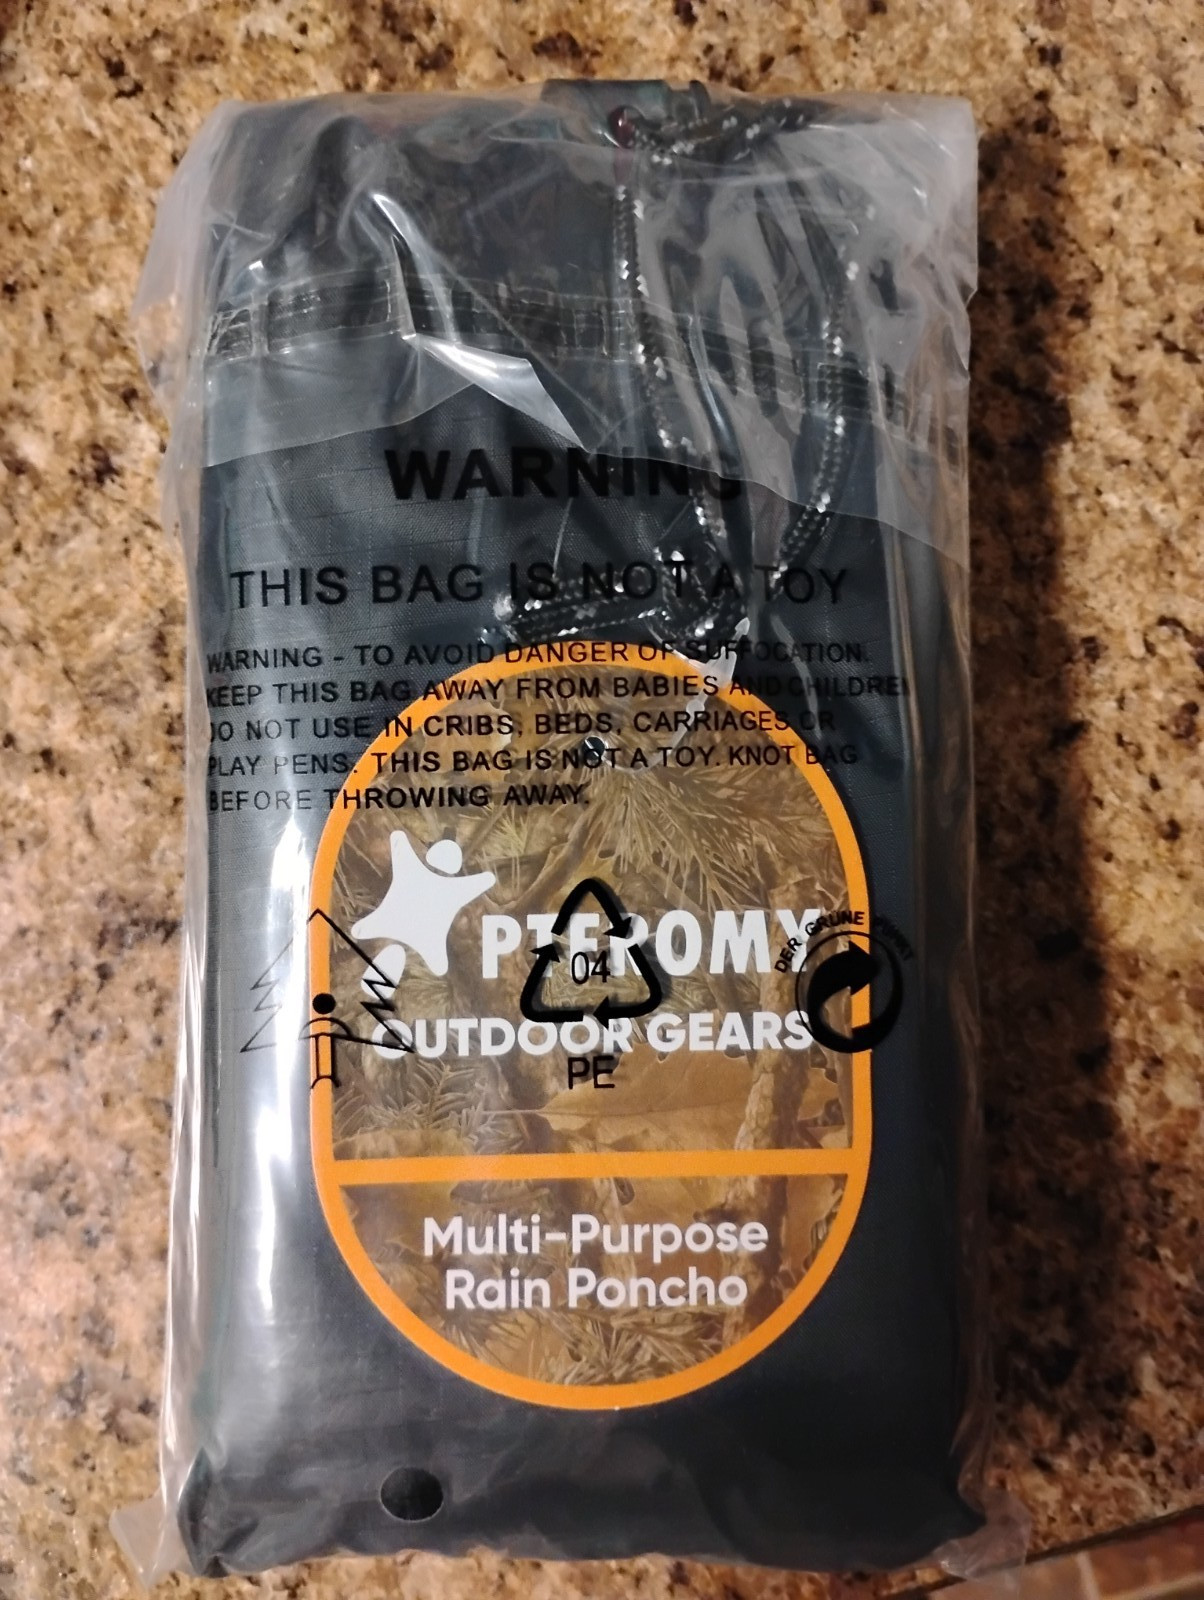 WARNING
THIS BAG IS NOT A TOY
WARNING - TO AVOID DANGER OF SUFFOCATION.
KEEP THIS BAG AWAY FROM BABIES AND CHILDREN
DO NOT USE IN CRIBS, BEDS, CARRIAGES OR
PLAY PENS. THIS BAG IS NOT A TOY. KNOT BAG
BEFORE THROWING AWAY.
PTEROMY
04
DER GRÜNE PUNKT
OUTDOOR GEARS
PE
Multi-Purpose
Rain Poncho